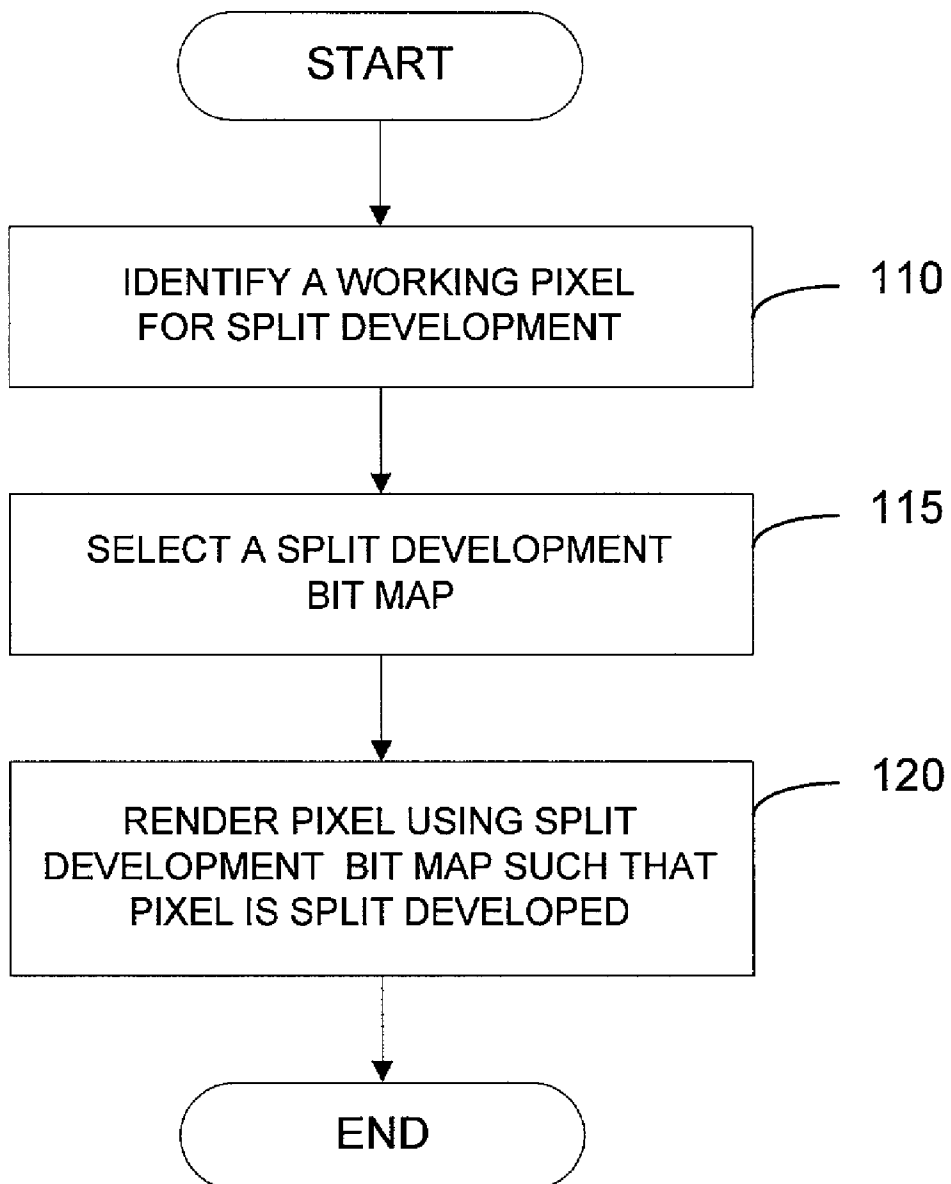 START
IDENTIFY A WORKING PIXEL
FOR SPLIT DEVELOPMENT
110
SELECT A SPLIT DEVELOPMENT
BIT MAP
115
RENDER PIXEL USING SPLIT
DEVELOPMENT BIT MAP SUCH THAT
PIXEL IS SPLIT DEVELOPED
120
END